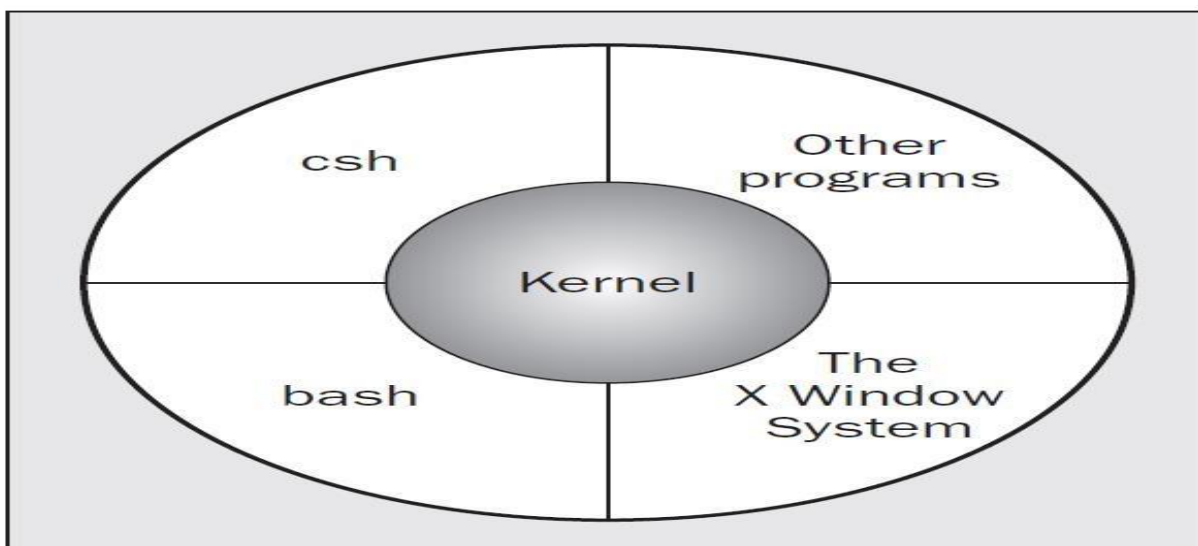 csh
Other
programs
Kernel
bash
The
X Window
System